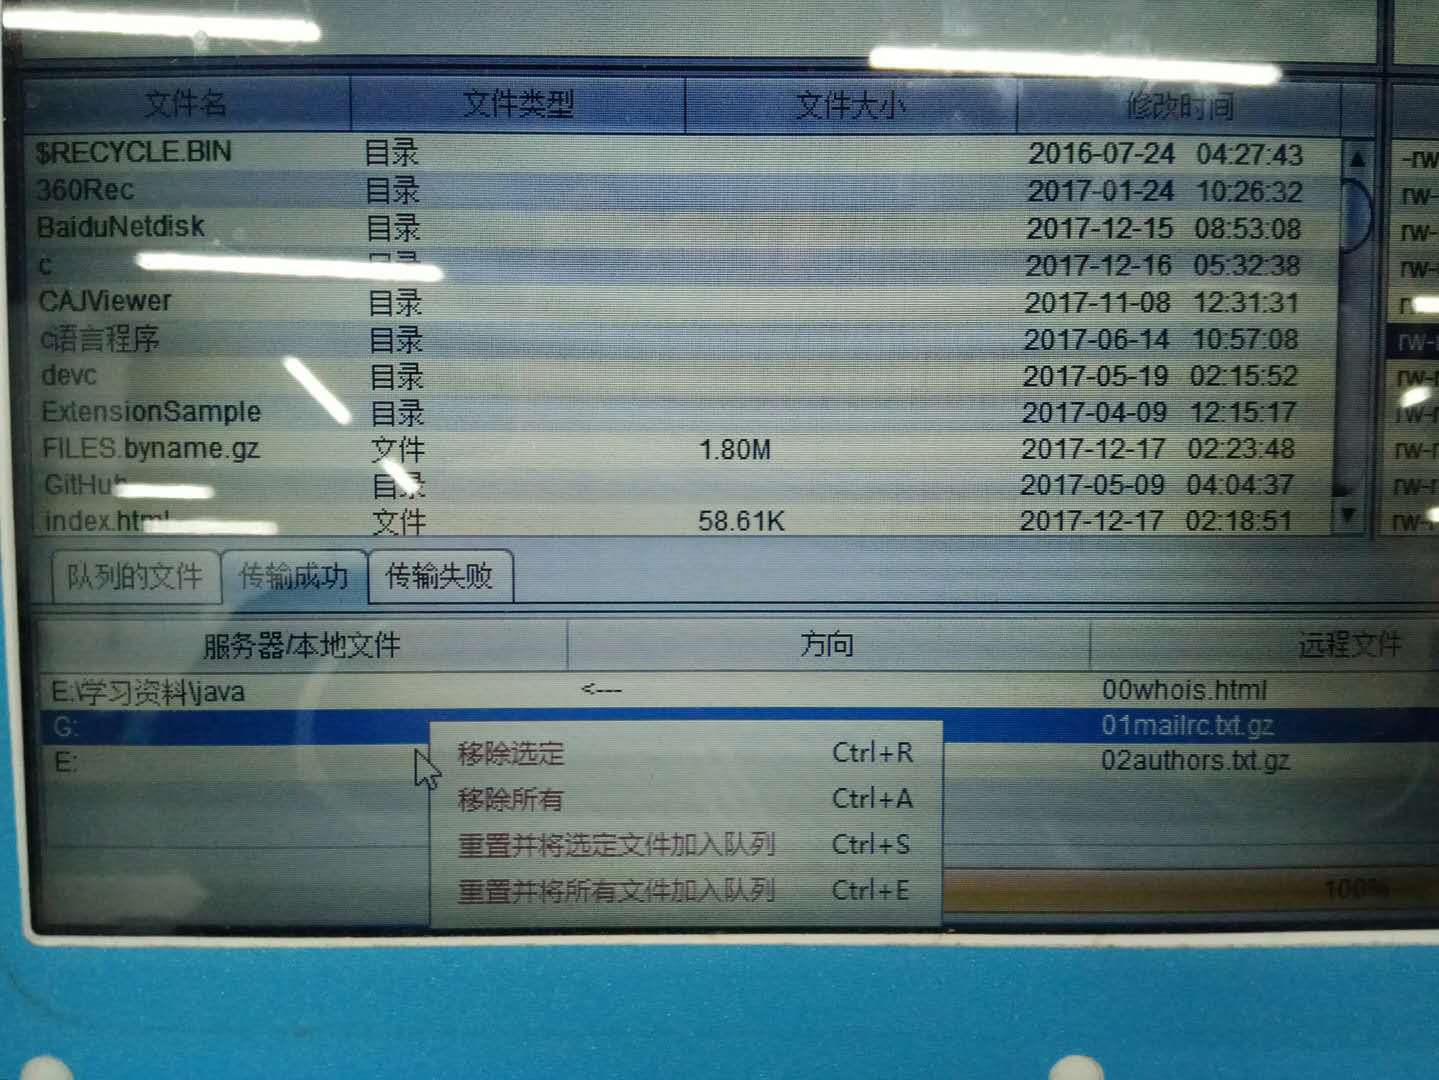 文件名 文件类型 文件大小 修改时间
$RECYCLE.BIN 目录 2016-07-24 04:27:43 -rw
360Rec 目录 2017-01-24 10:26:32 rw-
BaiduNetdisk 目录 2017-12-15 08:53:08 rw-
c 目录 2017-12-16 05:32:38 rw-
CAJViewer 目录 2017-11-08 12:31:31
c语言程序 目录 2017-06-14 10:57:08 rw-
devc 目录 2017-05-19 02:15:52 rw-
ExtensionSample 目录 2017-04-09 12:15:17 rw-
FILES.byname.gz 文件 1.80M 2017-12-17 02:23:48 rw-
GitHub 目录 2017-05-09 04:04:37 rw-
index.html 文件 58.61K 2017-12-17 02:18:51 rw-
队列的文件 传输成功 传输失败
服务器/本地文件 方向 远程文件
E:\学习资料\java <--- 00whois.html
G: 01mailrc.txt.gz
E: 02authors.txt.gz
移除选定 Ctrl+R
移除所有 Ctrl+A
重置并将选定文件加入队列 Ctrl+S
重置并将所有文件加入队列 Ctrl+E
100%